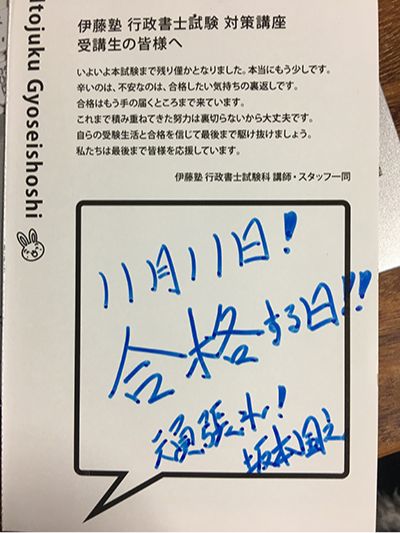 Itojuku Gyoseishoshi
伊藤塾 行政書士試験 対策講座
受講生の皆様へ
いよいよ本試験まで残り僅かとなりました。本当にもう少しです。
辛いのは、不安なのは、合格したい気持ちの裏返しです。
合格はもう手の届くところまで来ています。
これまで積み重ねてきた努力は裏切らないから大丈夫です。
自らの受験生活と合格を信じて最後まで駆け抜けましょう。
私たちは最後まで皆様を応援しています。
伊藤塾 行政書士試験科 講師・スタッフ一同
11月11日!
合格する日!!
頑張れ!
坂本国之